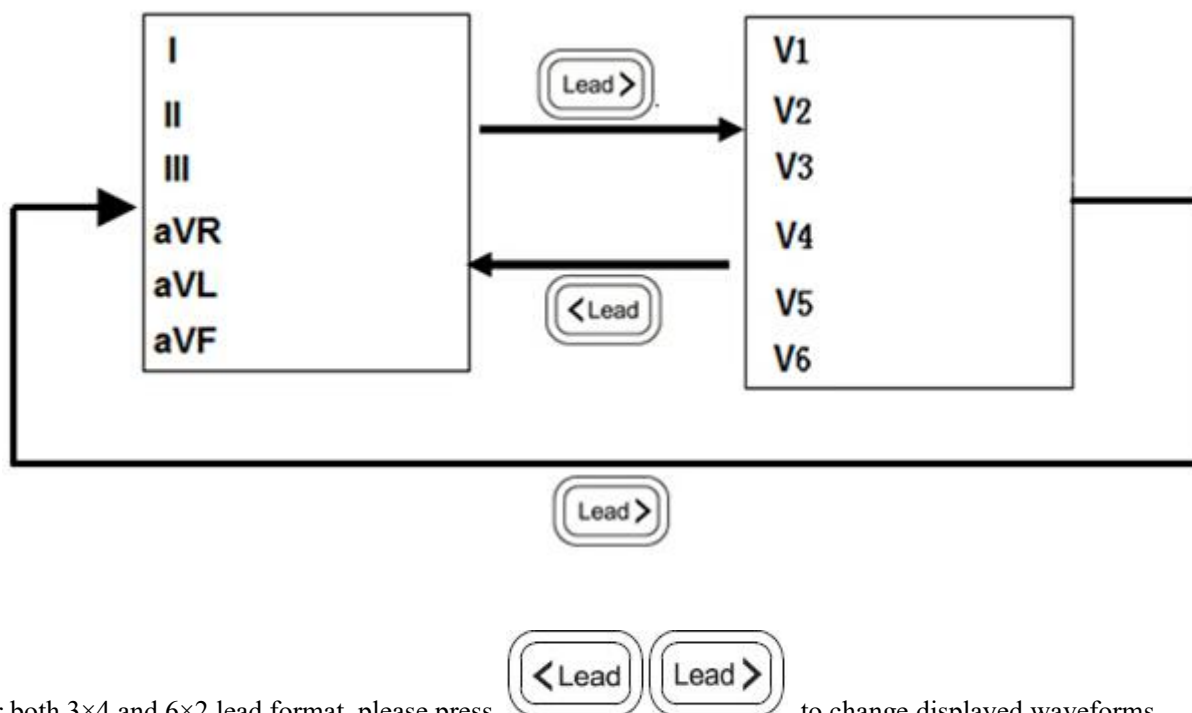 I
II
III
aVR
aVL
aVF
Lead >
< Lead
V1
V2
V3
V4
V5
V6
Lead >
both 3×4 and 6×2 lead format, please press < Lead Lead > to change displayed waveforms